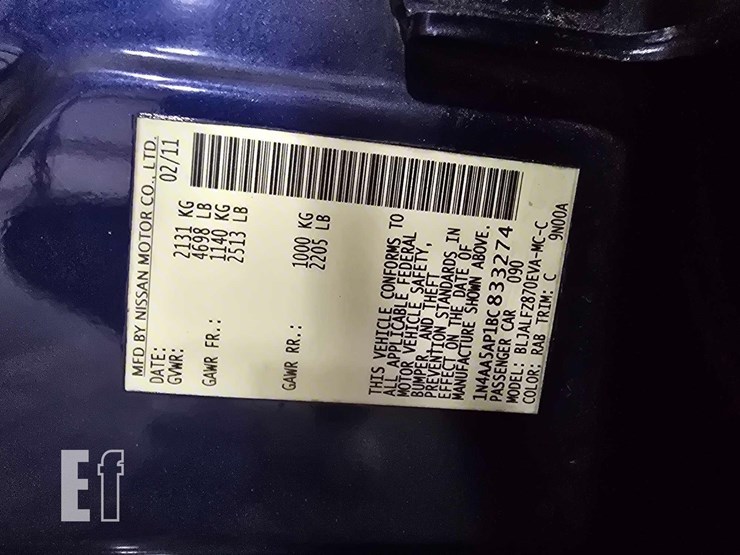 MFD BY NISSAN MOTOR CO., LTD.
DATE: 02/11
GVWR: 2131 KG
4698 LB
GAWR FR.: 1140 KG
2513 LB
GAWR RR.: 1000 KG
2205 LB
THIS VEHICLE CONFORMS TO
ALL APPLICABLE FEDERAL
MOTOR VEHICLE SAFETY,
BUMPER, AND THEFT
PREVENTION STANDARDS IN
EFFECT ON THE DATE OF
MANUFACTURE SHOWN ABOVE.
1N4AA5AP1BC833274
PASSENGER CAR 090
MODEL: BLJALFZ870EVA-MC-C
COLOR: RAB TRIM: C 9N00A
Ef